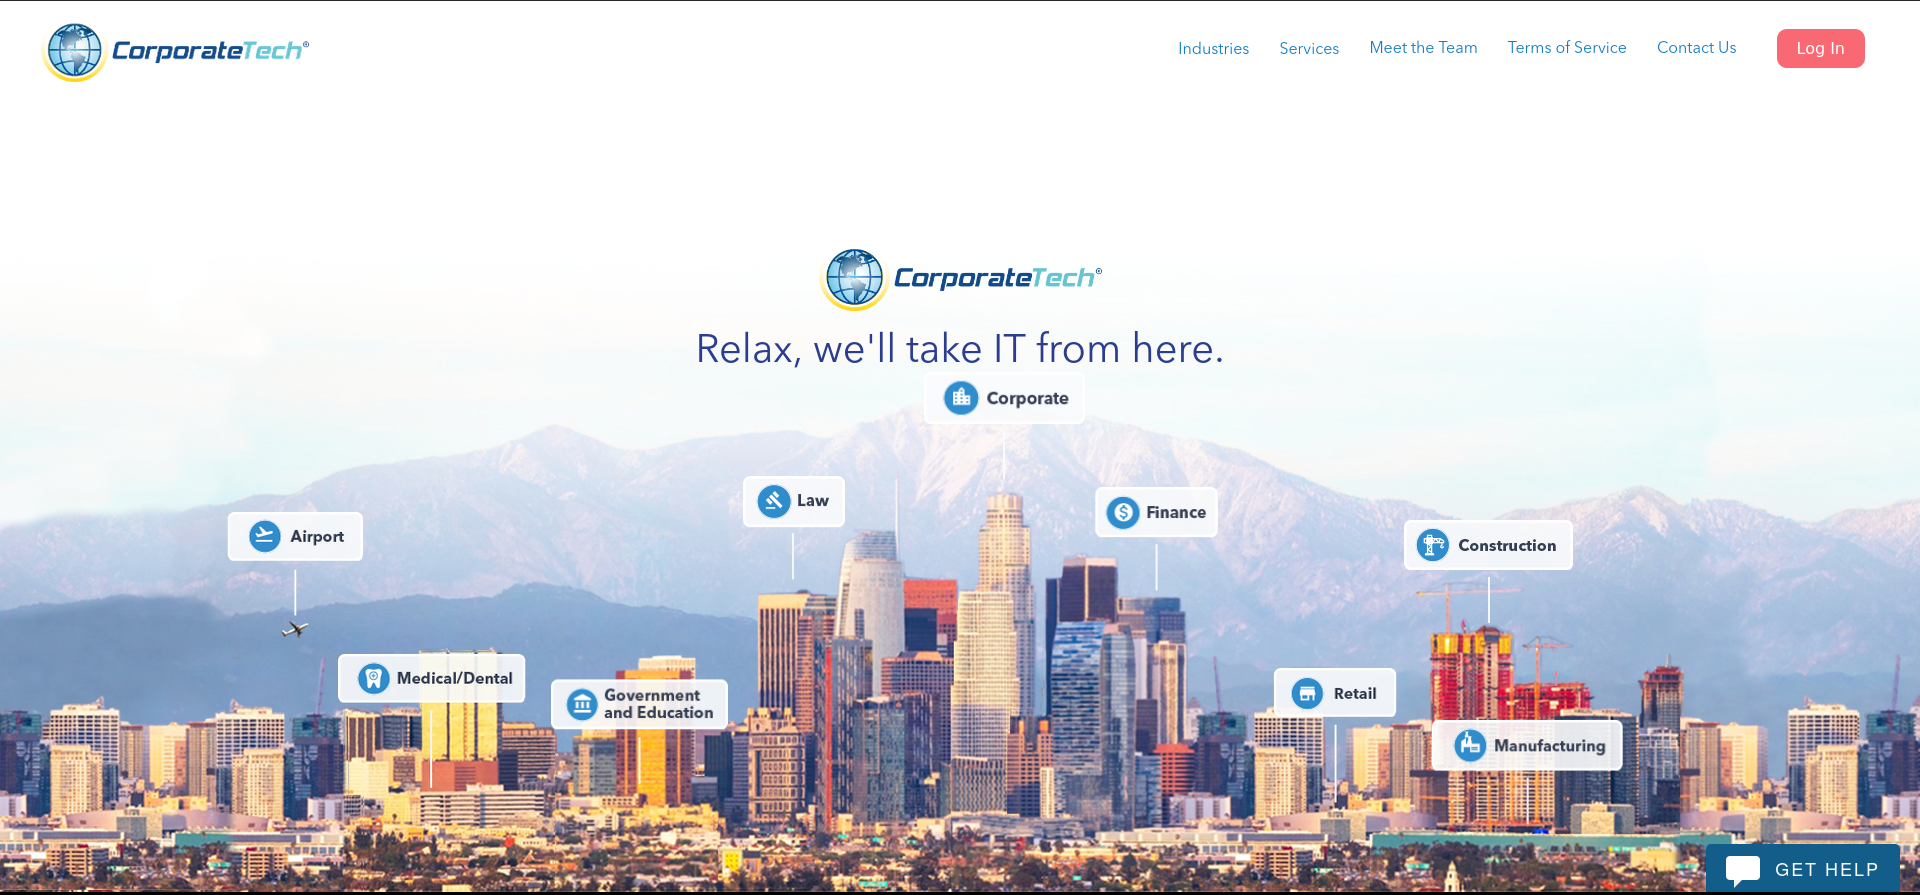 CorporateTech®
Industries
Services
Meet the Team
Terms of Service
Contact Us
Log In
CorporateTech®
Relax, we'll take IT from here.
Corporate
Law
Finance
Airport
Construction
Medical/Dental
Government
and Education
Retail
Manufacturing
GET HELP